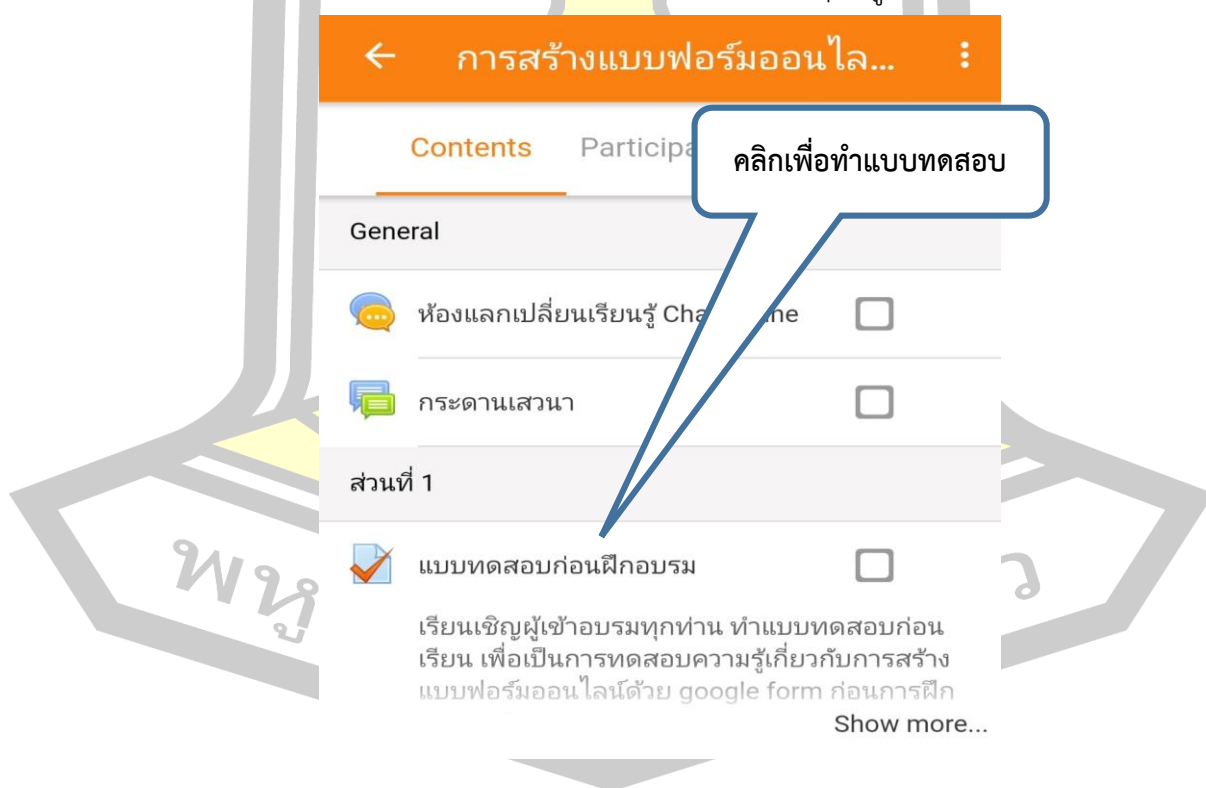 การสร้างแบบฟอร์มออนไล...
Contents
คลิกเพื่อทำแบบทดสอบ
General
ห้องแลกเปลี่ยนเรียนรู้
กระดานเสวนา
ส่วนที่ 1
แบบทดสอบก่อนฝึกอบรม
เรียนเชิญผู้เข้าอบรมทุกท่าน ทำแบบทดสอบก่อน
เรียน เพื่อเป็นการทดสอบความรู้เกี่ยวกับการสร้าง
แบบฟอร์มออนไลน์ด้วย google form ก่อนการฝึก
Show more...